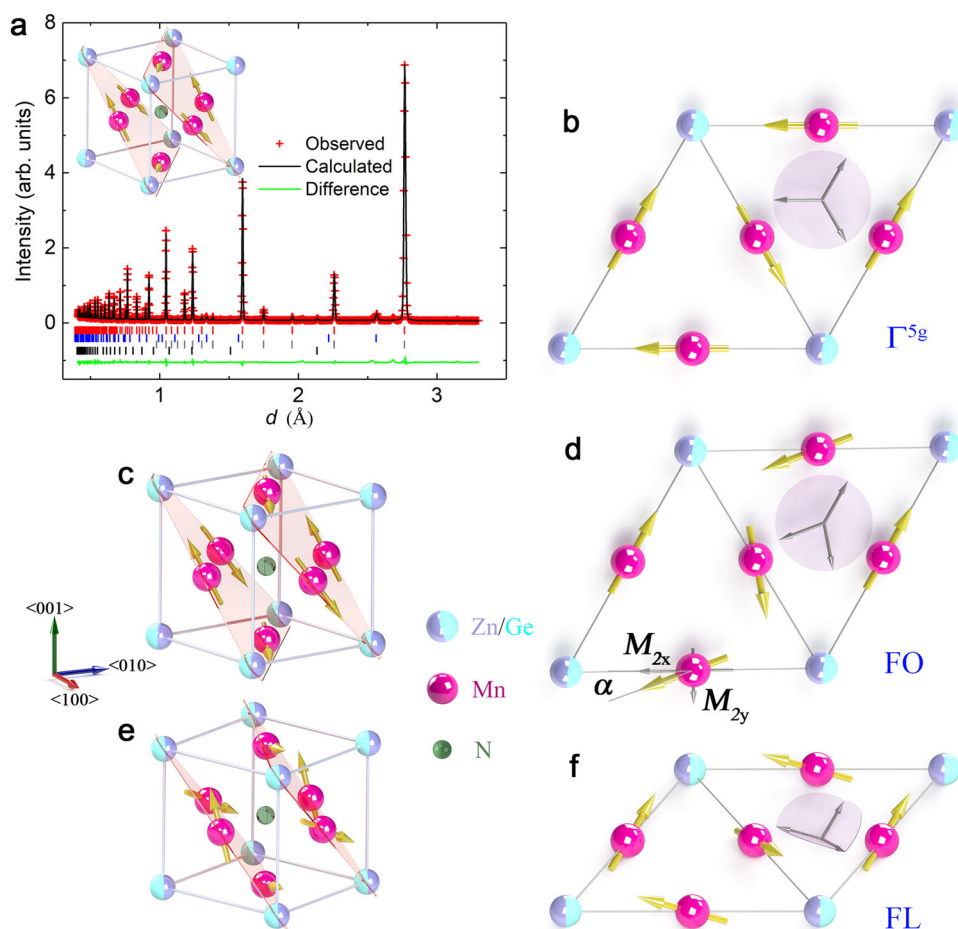 a
8
6
4
2
0
Intensity (arb. units)
Observed
Calculated
Difference
1
2
3
d (Å)
b
Γ⁵ᵍ
c
<001>
<010>
<100>
Zn/Ge
Mn
N
d
M₂ₓ
α
M₂y
FO
e
f
FL